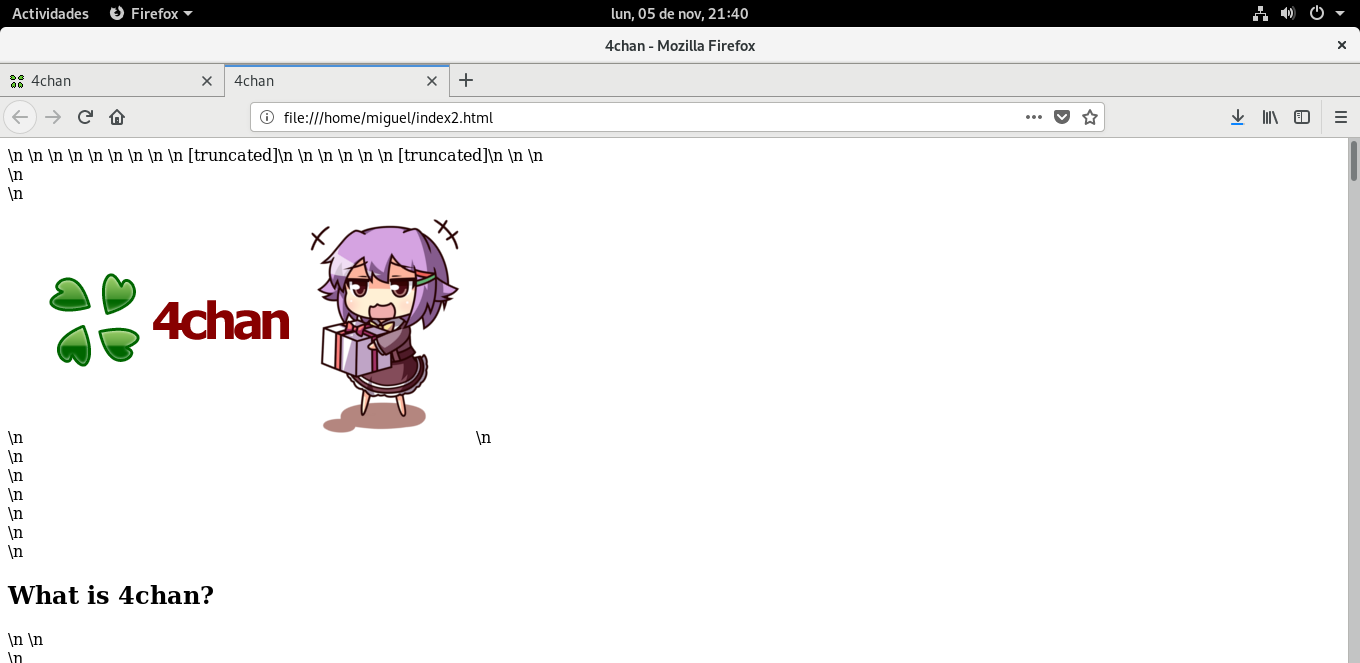 Actividades Firefox lun, 05 de nov, 21:40
4chan - Mozilla Firefox
4chan 4chan
file:///home/miguel/index2.html
\n \n \n \n \n \n \n \n \n [truncated]\n \n \n \n \n \n [truncated]\n \n \n
\n
\n
4chan
\n \n
\n
\n
\n
\n
\n
\n
What is 4chan?
\n \n
\n